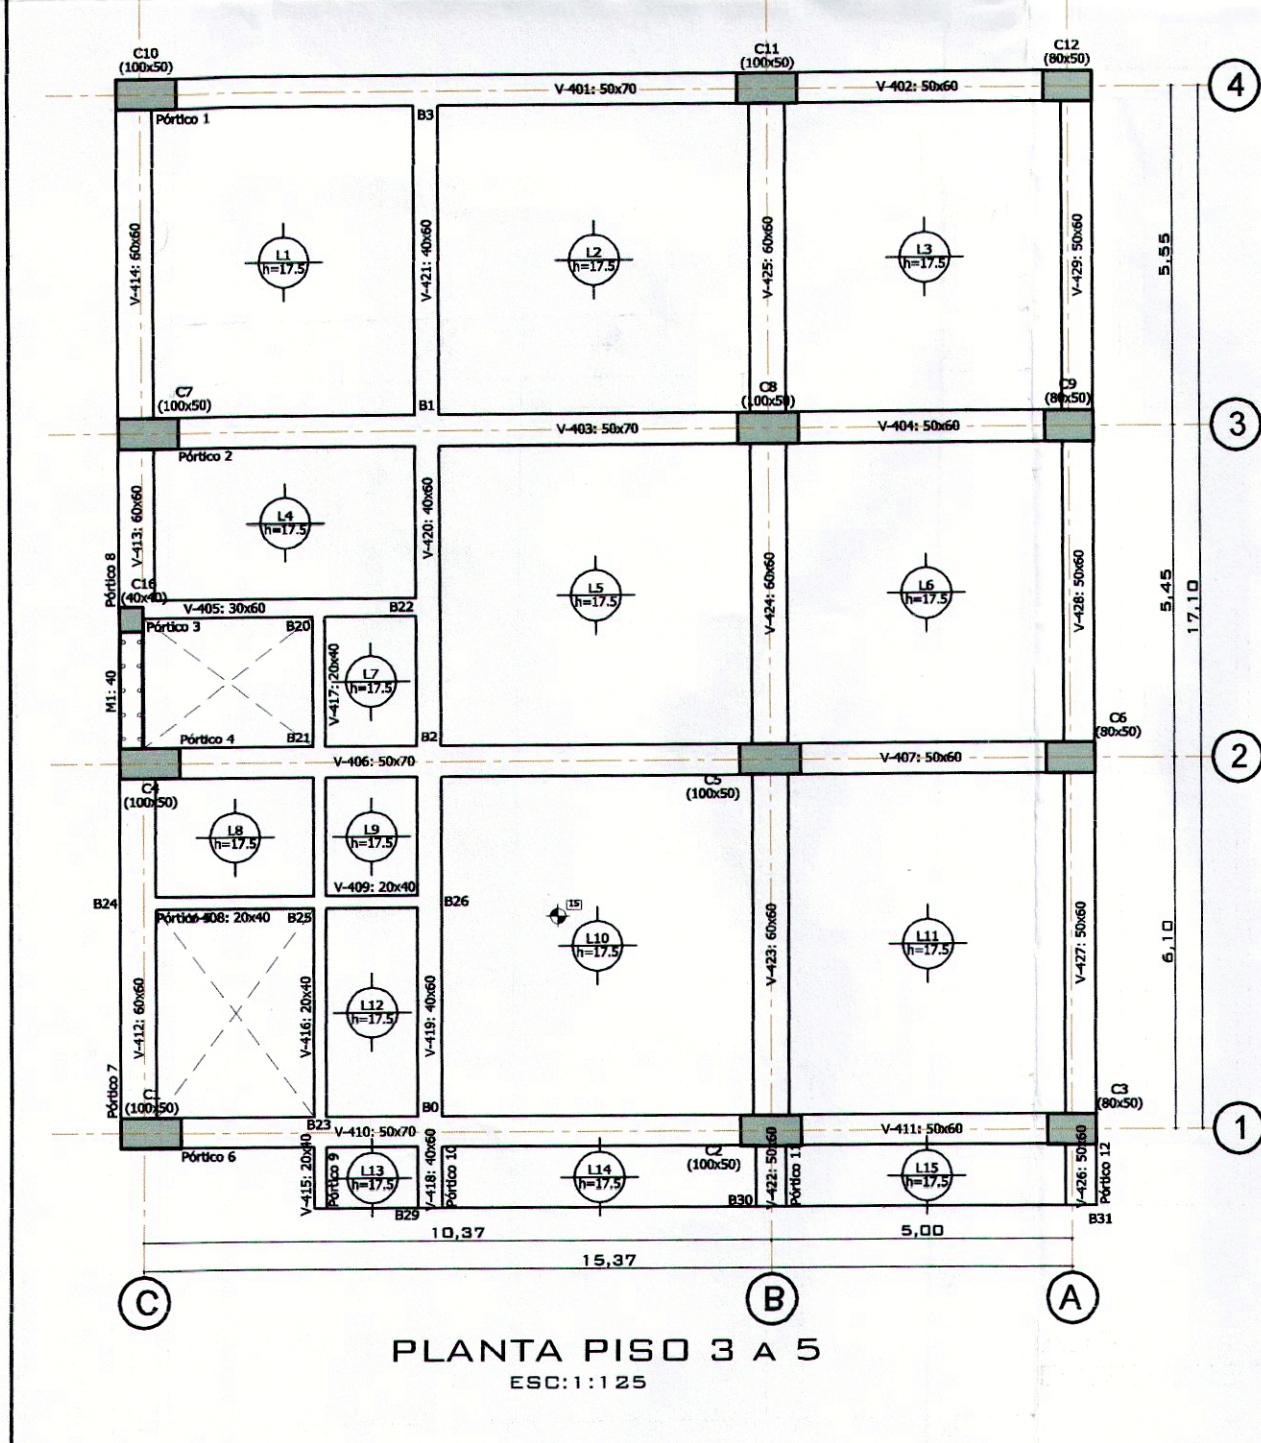 C10
(100x50)
C11
(100x50)
C12
(80x50)
4
V-401: 50x70
V-402: 50x60
Pórtico 1
B3
V-414: 60x60
L1
h=17.5
V-421: 40x60
L2
h=17.5
V-425: 60x60
L3
h=17.5
V-429: 50x60
5,55
C7
(100x50)
B1
C8
(100x50)
C9
(80x50)
V-403: 50x70
V-404: 50x60
3
Pórtico 2
V-413: 60x60
L4
h=17.5
V-420: 40x60
L5
h=17.5
V-424: 60x60
L6
h=17.5
V-428: 50x60
5,45
17,10
Pórtico 8
C16
(40x40)
V-405: 30x60
B22
Pórtico 3
B20
M1: 40
V-417: 20x40
L7
h=17.5
Pórtico 4
B21
B2
C6
(80x50)
V-406: 50x70
V-407: 50x60
2
C4
(100x50)
C5
(100x50)
L8
h=17.5
L9
h=17.5
V-409: 20x40
B24
B26
V-408: 20x40
B25
15
L10
h=17.5
V-423: 60x60
L11
h=17.5
V-427: 50x60
6,10
V-412: 60x60
V-416: 20x40
L12
h=17.5
V-419: 40x60
Pórtico 7
(100x50)
B0
C3
(80x50)
B23
V-410: 50x70
V-411: 50x60
1
Pórtico 6
V-415: 20x40
Pórtico 9
L13
h=17.5
V-418: 40x60
Pórtico 10
L14
h=17.5
C2
(100x50)
V-422: 50x60
Pórtico 11
L15
h=17.5
V-426: 50x60
Pórtico 12
B29
B30
B31
10,37
5,00
15,37
C
B
A
PLANTA PISO 3 A 5
ESC:1:125